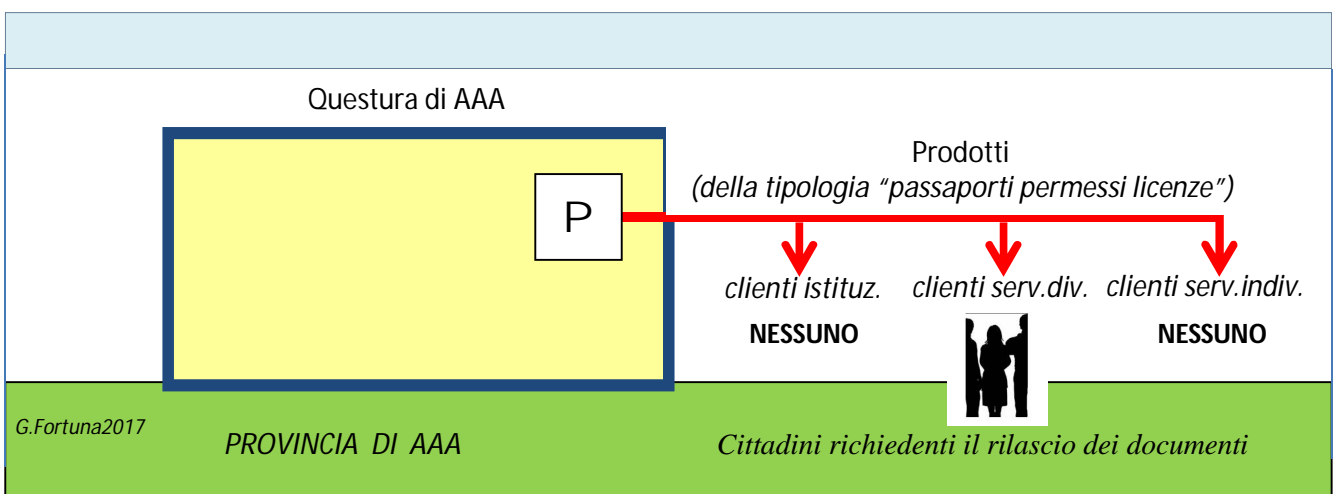 Questura di AAA
Prodotti
(della tipologia “passaporti permessi licenze”)
P
clienti istituz.
clienti serv.div.
clienti serv.indiv.
NESSUNO
NESSUNO
G.Fortuna2017
PROVINCIA DI AAA
Cittadini richiedenti il rilascio dei documenti